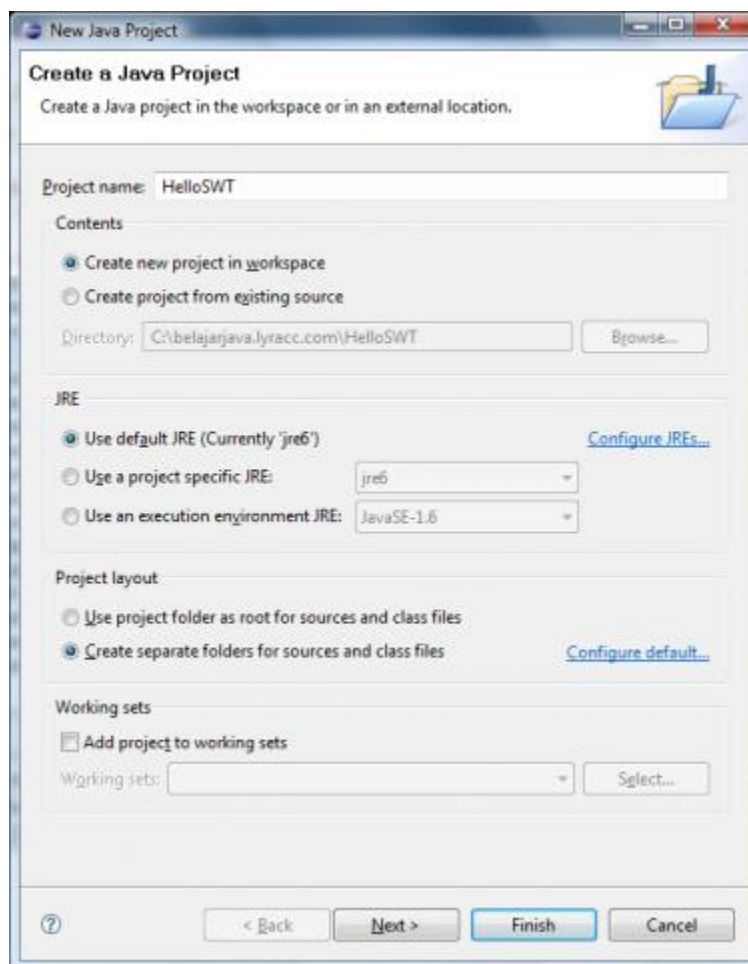 New Java Project
Create a Java Project
Create a Java project in the workspace or in an external location.
Project name: HelloSWT
Contents
Create new project in workspace
Create project from existing source
Directory: C:\belajarjava.lyracc.com\HelloSWT Browse...
JRE
Use default JRE (Currently 'jre6') Configure JREs...
Use a project specific JRE: jre6
Use an execution environment JRE: JavaSE-1.6
Project layout
Use project folder as root for sources and class files
Create separate folders for sources and class files Configure default...
Working sets
Add project to working sets
Working sets: Select...
? < Back Next > Finish Cancel